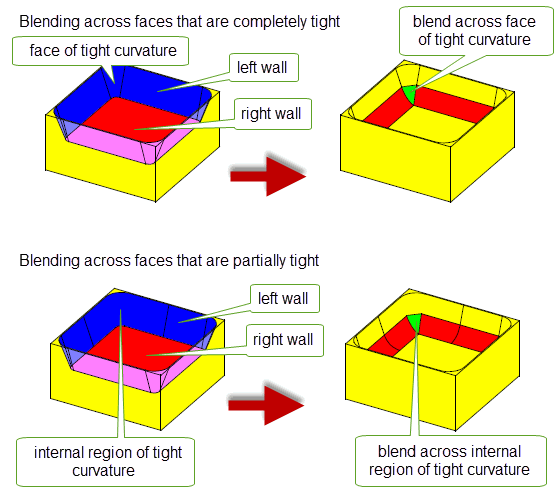 Blending across faces that are completely tight
face of tight curvature
left wall
right wall
blend across face
of tight curvature
Blending across faces that are partially tight
left wall
right wall
internal region of tight
curvature
blend across internal
region of tight curvature